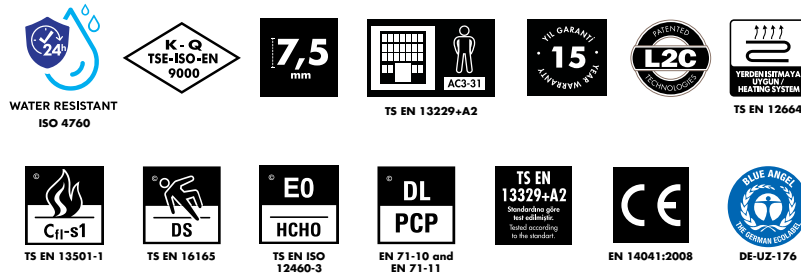 24h
WATER RESISTANT
ISO 4760
K - Q
TSE-ISO-EN
9000
7,5
mm
AC3-31
TS EN 13229+A2
YIL GARANTİ
15
YEAR WARRANTY
PATENTED
L2C
TECHNOLOGIES
YERDEN ISITMAYA
UYGUN /
HEATING SYSTEM
TS EN 12664
©
Cfl-s1
TS EN 13501-1
©
DS
TS EN 16165
©
E0
HCHO
TS EN ISO
12460-3
©
DL
PCP
EN 71-10 and
EN 71-11
TS EN
13329+A2
Standardına göre
test edilmiştir.
Tested according
to the standart.
CE
EN 14041:2008
BLUE ANGEL
THE GERMAN ECOLABEL
DE-UZ-176